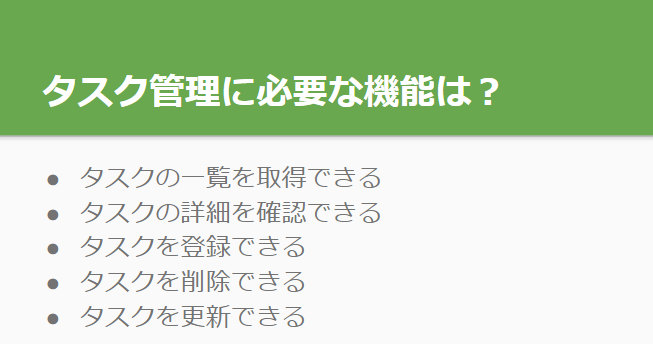 タスク管理に必要な機能は？
● タスクの一覧を取得できる
● タスクの詳細を確認できる
● タスクを登録できる
● タスクを削除できる
● タスクを更新できる